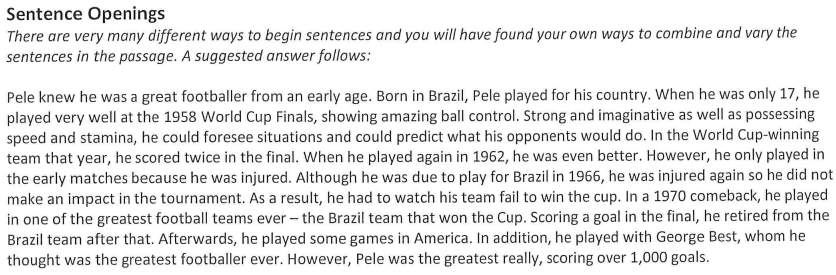 Sentence Openings
There are very many different ways to begin sentences and you will have found your own ways to combine and vary the
sentences in the passage. A suggested answer follows:
Pele knew he was a great footballer from an early age. Born in Brazil, Pele played for his country. When he was only 17, he
played very well at the 1958 World Cup Finals, showing amazing ball control. Strong and imaginative as well as possessing
speed and stamina, he could foresee situations and could predict what his opponents would do. In the World Cup-winning
team that year, he scored twice in the final. When he played again in 1962, he was even better. However, he only played in
the early matches because he was injured. Although he was due to play for Brazil in 1966, he was injured again so he did not
make an impact in the tournament. As a result, he had to watch his team fail to win the cup. In a 1970 comeback, he played
in one of the greatest football teams ever – the Brazil team that won the Cup. Scoring a goal in the final, he retired from the
Brazil team after that. Afterwards, he played some games in America. In addition, he played with George Best, whom he
thought was the greatest footballer ever. However, Pele was the greatest really, scoring over 1,000 goals.